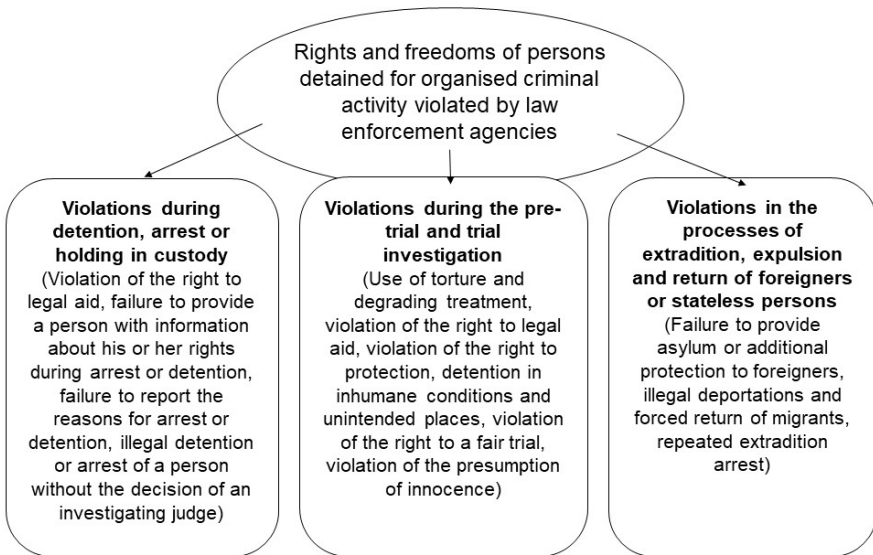 Rights and freedoms of persons
detained for organised criminal
activity violated by law
enforcement agencies
Violations during
detention, arrest or
holding in custody
(Violation of the right to
legal aid, failure to provide
a person with information
about his or her rights
during arrest or detention,
failure to report the
reasons for arrest or
detention, illegal detention
or arrest of a person
without the decision of an
investigating judge)
Violations during the pre-
trial and trial
investigation
(Use of torture and
degrading treatment,
violation of the right to legal
aid, violation of the right to
protection, detention in
inhumane conditions and
unintended places, violation
of the right to a fair trial,
violation of the presumption
of innocence)
Violations in the
processes of
extradition, expulsion
and return of foreigners
or stateless persons
(Failure to provide
asylum or additional
protection to foreigners,
illegal deportations and
forced return of migrants,
repeated extradition
arrest)